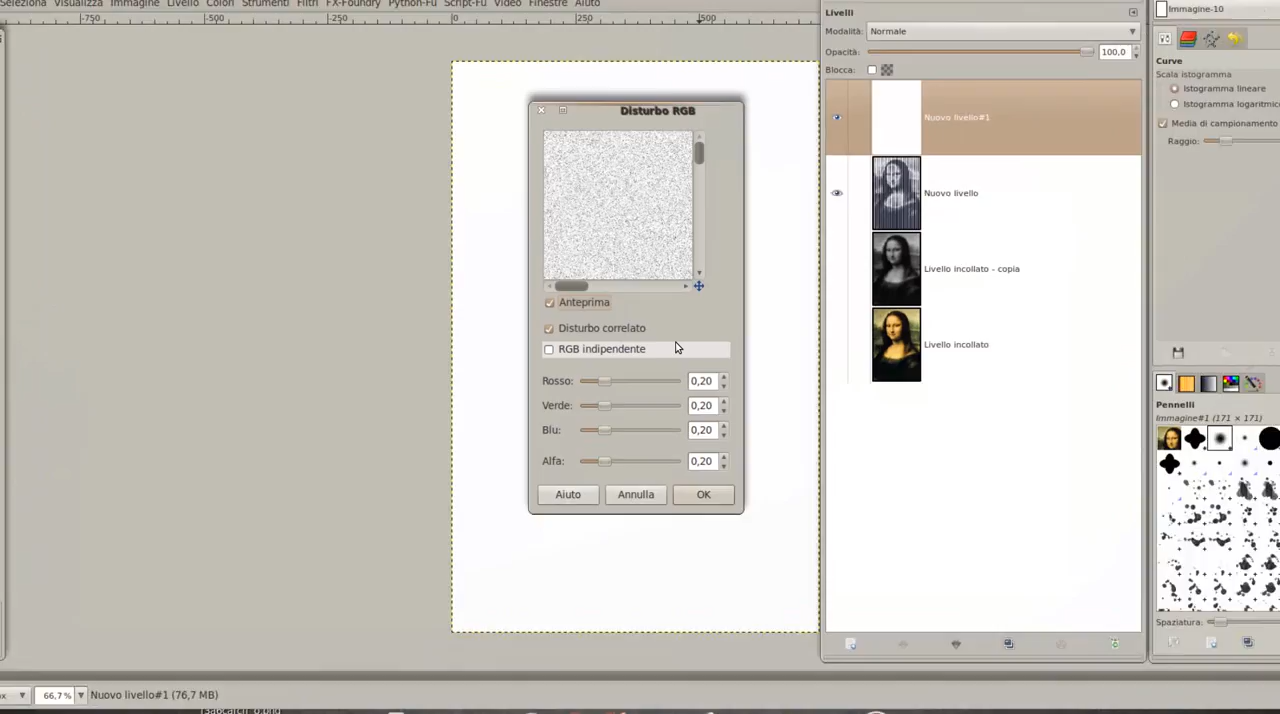 Seleziona Visualizza Immagine Livello Colori Strumenti Filtri FX-Foundry Python-Fu Script-Fu Video Finestre Aiuto
-750 -500 -250 0 250 500
Disturbo RGB
Anteprima
Disturbo correlato
RGB indipendente
Rosso: 0,20
Verde: 0,20
Blu: 0,20
Alfa: 0,20
Aiuto Annulla OK
Livelli
Modalità: Normale
Opacità: 100,0
Blocca:
Nuovo livello#1
Nuovo livello
Livello incollato - copia
Livello incollato
Immagine-10
Curve
Scala istogramma
Istogramma lineare
Istogramma logaritmico
Media di campionamento
Raggio:
Pennelli
Immagine#1 (171 × 171)
Spaziatura:
66,7% Nuovo livello#1 (76,7 MB)